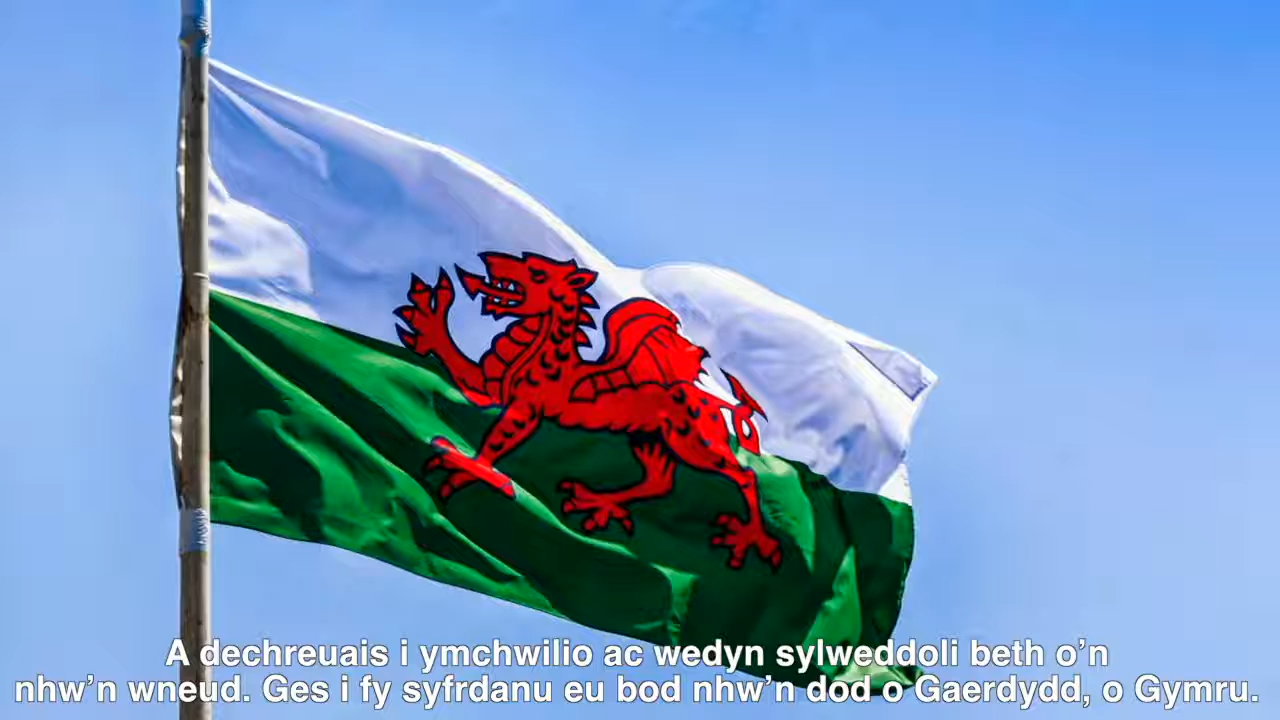 A dechreuais i ymchwilio ac wedyn sylweddoli beth o’n
nhw’n wneud. Ges i fy syfrdanu eu bod nhw’n dod o Gaerdydd, o Gymru.